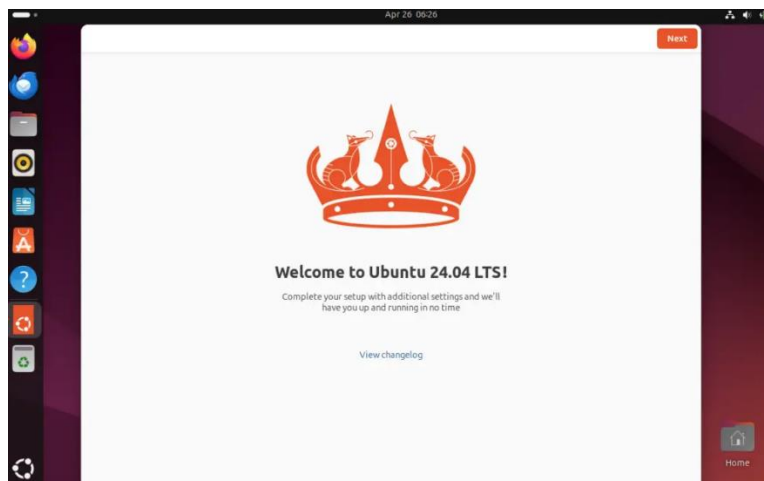 Apr 26 06:26
Next
Welcome to Ubuntu 24.04 LTS!
Complete your setup with additional settings and we'll
have you up and running in no time
View changelog
Home